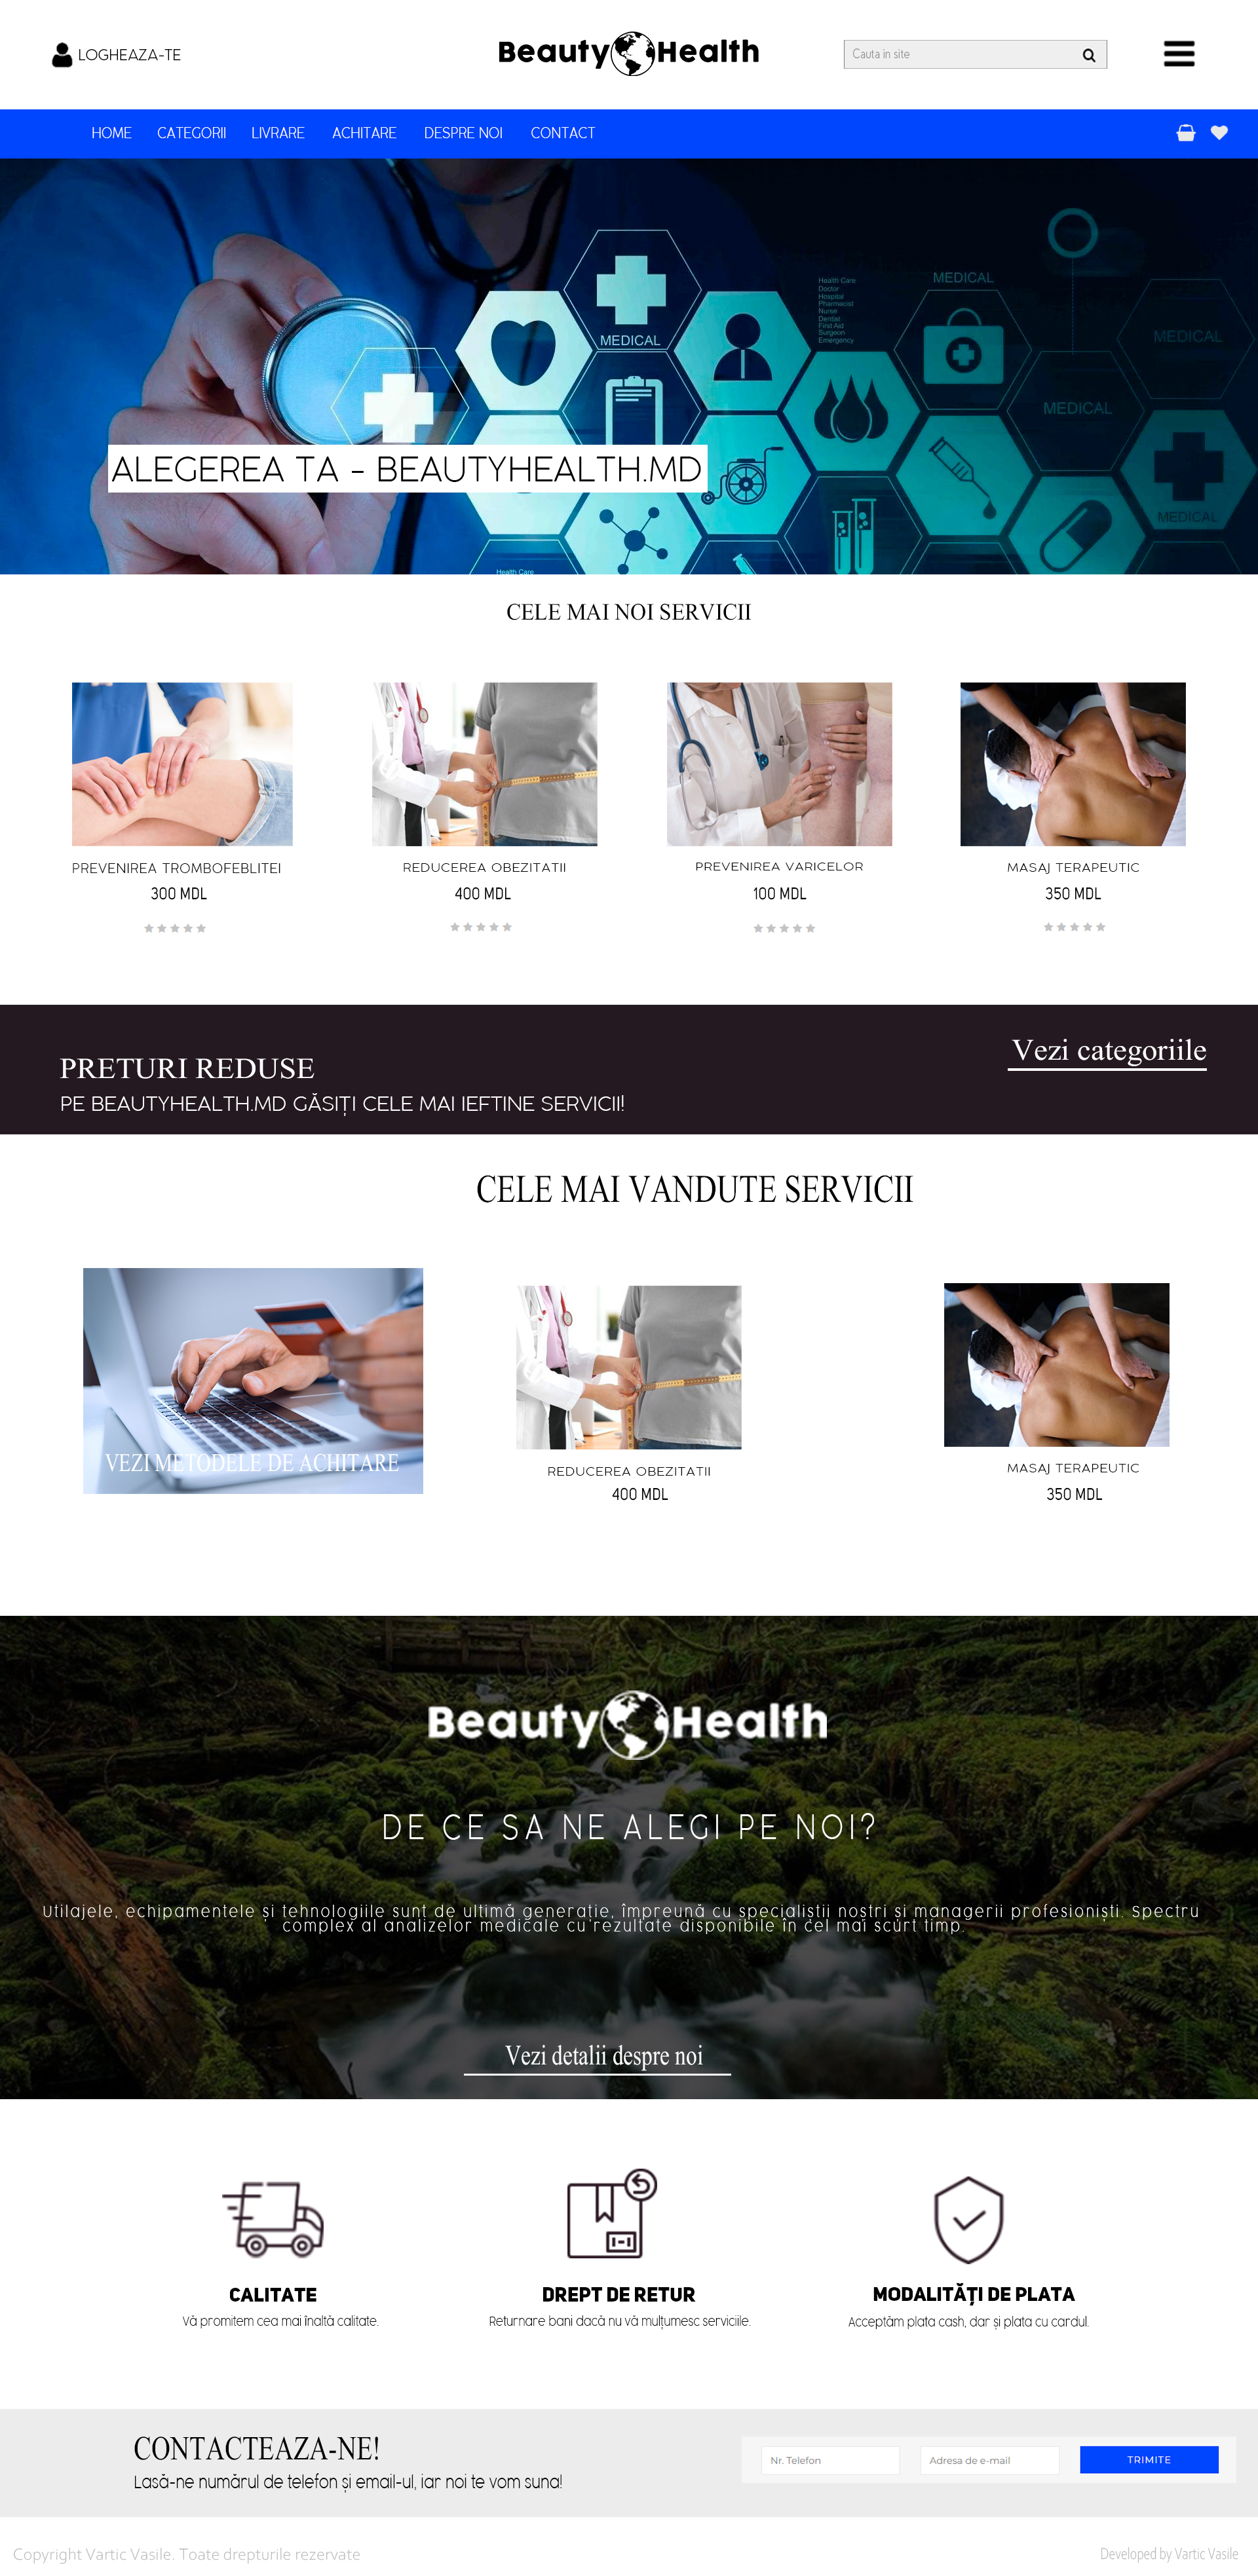 LOGHEAZA-TE
Beauty Health
Cauta in site
HOME CATEGORII LIVRARE ACHITARE DESPRE NOI CONTACT
Health Care
Doctor
Hospital
Pharmacist
Nurse
Dentist
First Aid
Surgeon
Emergency
MEDICAL
MEDICAL
MEDICAL
MEDICAL
ALEGEREA TA - BEAUTYHEALTH.MD
MEDICAL
Health Care
CELE MAI NOI SERVICII
PREVENIREA TROMBOFEBLITEI
300 MDL
REDUCEREA OBEZITATII
400 MDL
PREVENIREA VARICELOR
100 MDL
MASAJ TERAPEUTIC
350 MDL
PRETURI REDUSE
PE BEAUTYHEALTH.MD GĂSIȚI CELE MAI IEFTINE SERVICII!
Vezi categoriile
CELE MAI VANDUTE SERVICII
VEZI METODELE DE ACHITARE
REDUCEREA OBEZITATII
400 MDL
MASAJ TERAPEUTIC
350 MDL
Beauty Health
DE CE SA NE ALEGI PE NOI?
Utilajele, echipamentele și tehnologiile sunt de ultimă generație, împreună cu specialiștii noștri și managerii profesioniști. Spectru
complex al analizelor medicale cu rezultate disponibile în cel mai scurt timp.
Vezi detalii despre noi
CALITATE
Vă promitem cea mai înaltă calitate.
DREPT DE RETUR
Returnare bani dacă nu vă mulțumesc serviciile.
MODALITĂȚI DE PLATA
Acceptăm plata cash, dar și plata cu cardul.
CONTACTEAZA-NE!
Lasă-ne numărul de telefon și email-ul, iar noi te vom suna!
Nr. Telefon
Adresa de e-mail
TRIMITE
Copyright Vartic Vasile. Toate drepturile rezervate
Developed by Vartic Vasile